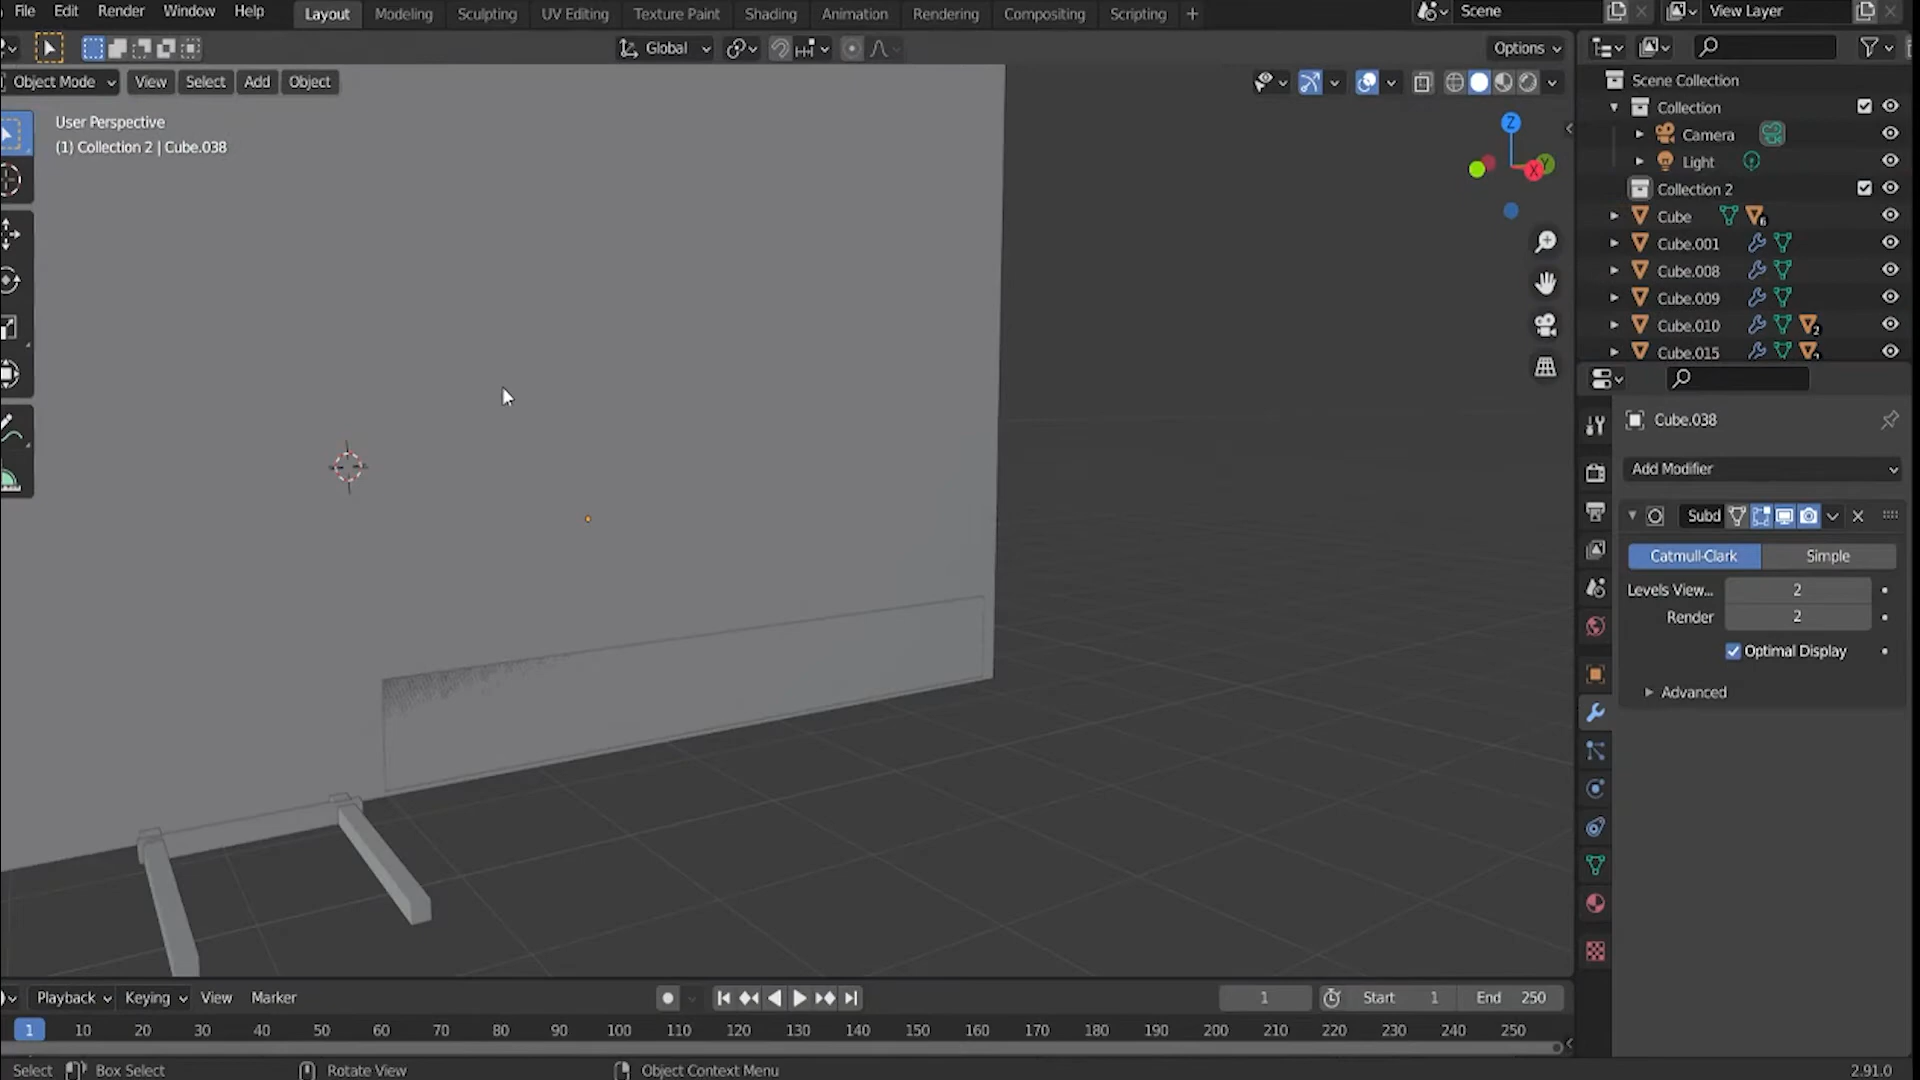 File Edit Render Window Help Layout Modeling Sculpting UV Editing Texture Paint Shading Animation Rendering Compositing Scripting + Scene View Layer
Global Options
Object Mode View Select Add Object
User Perspective
(1) Collection 2 | Cube.038
Z
Y
X
Scene Collection
Collection
Camera
Light
Collection 2
Cube 6
Cube.001
Cube.008
Cube.009
Cube.010 2
Cube.015
Cube.038
Add Modifier
Subd
Catmull-Clark Simple
Levels View... 2
Render 2
Optimal Display
Advanced
Playback Keying View Marker 1 Start 1 End 250
1 10 20 30 40 50 60 70 80 90 100 110 120 130 140 150 160 170 180 190 200 210 220 230 240 250
Select Box Select Rotate View Object Context Menu 2.91.0